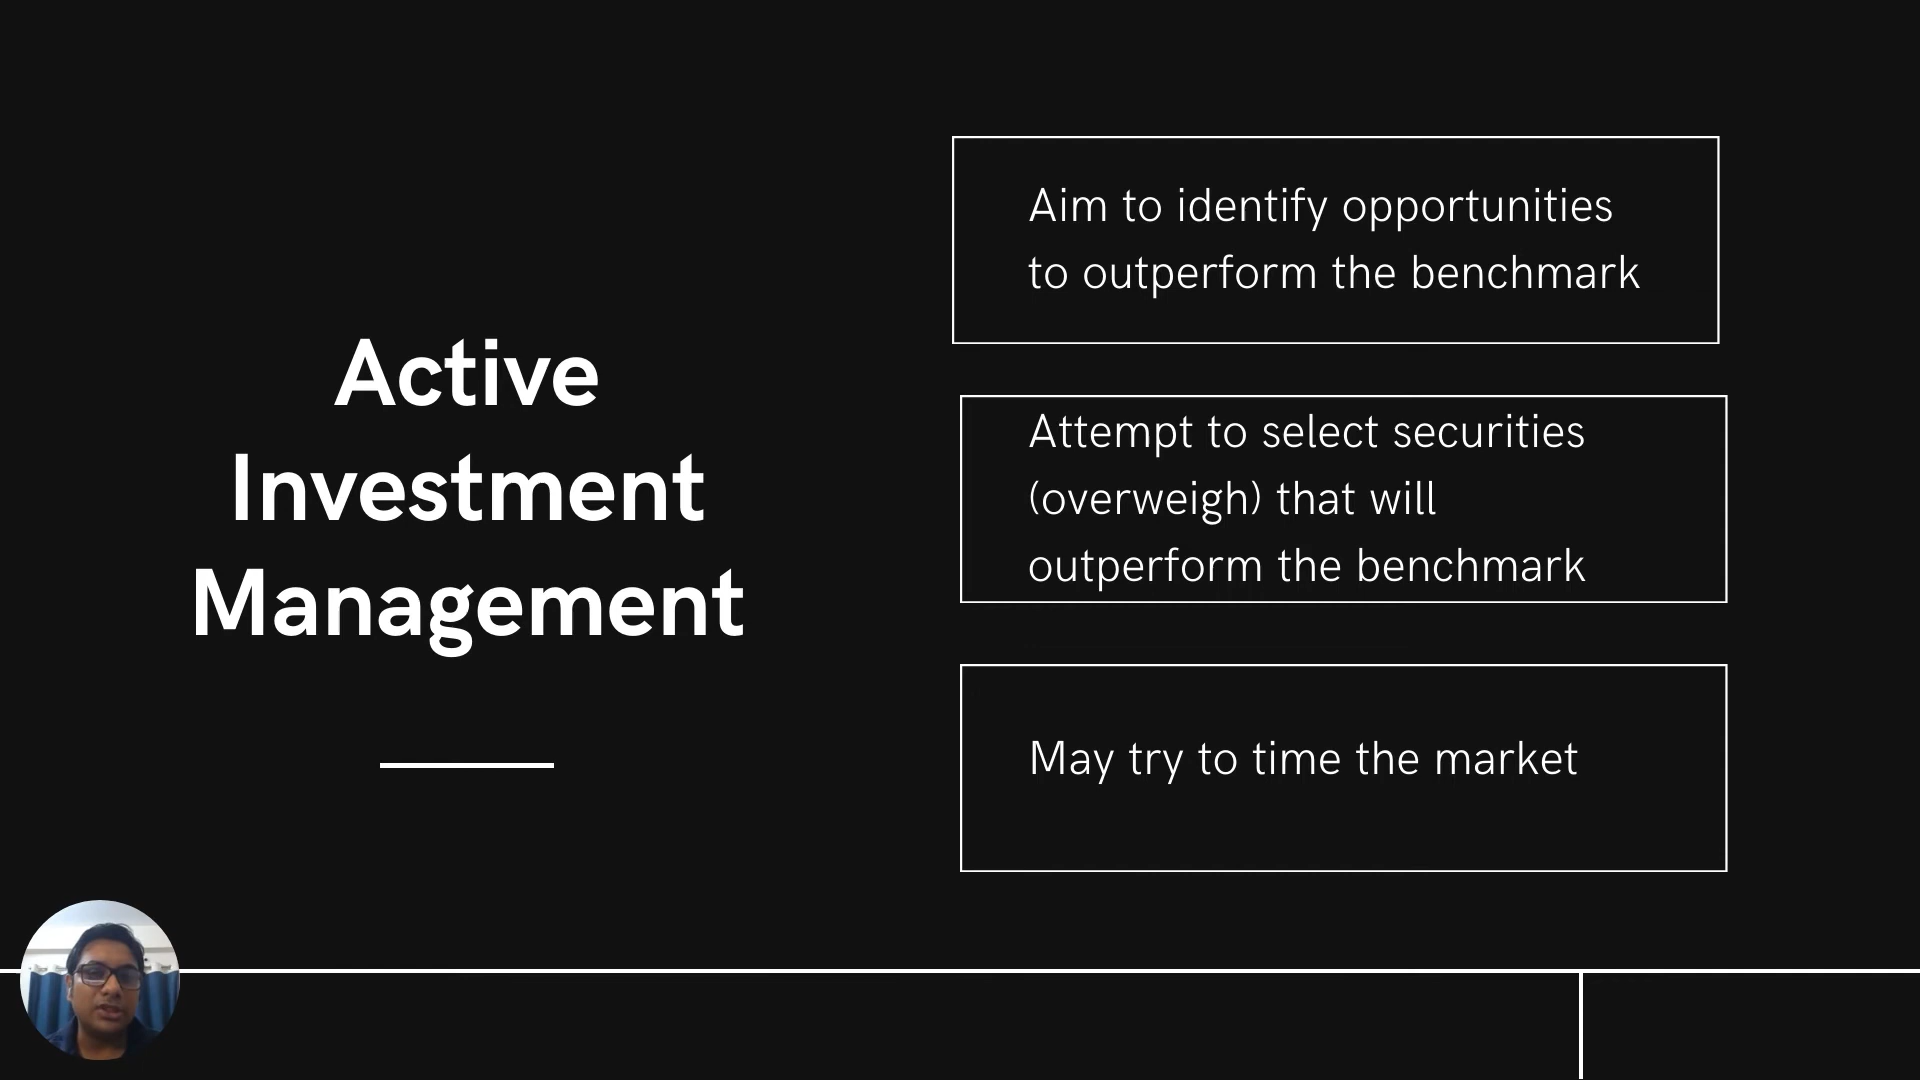 Active
Investment
Management
Aim to identify opportunities
to outperform the benchmark
Attempt to select securities
(overweigh) that will
outperform the benchmark
May try to time the market